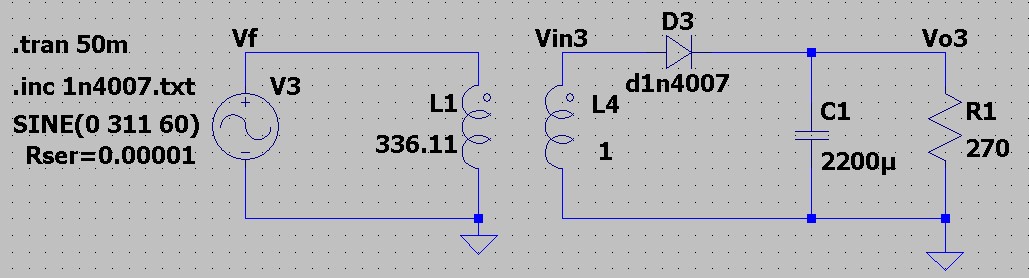 .tran 50m
.inc 1n4007.txt
SINE(0 311 60)
Rser=0.00001
Vf
V3
+
−
L1
336.11
Vin3
L4
1
D3
d1n4007
C1
2200µ
Vo3
R1
270